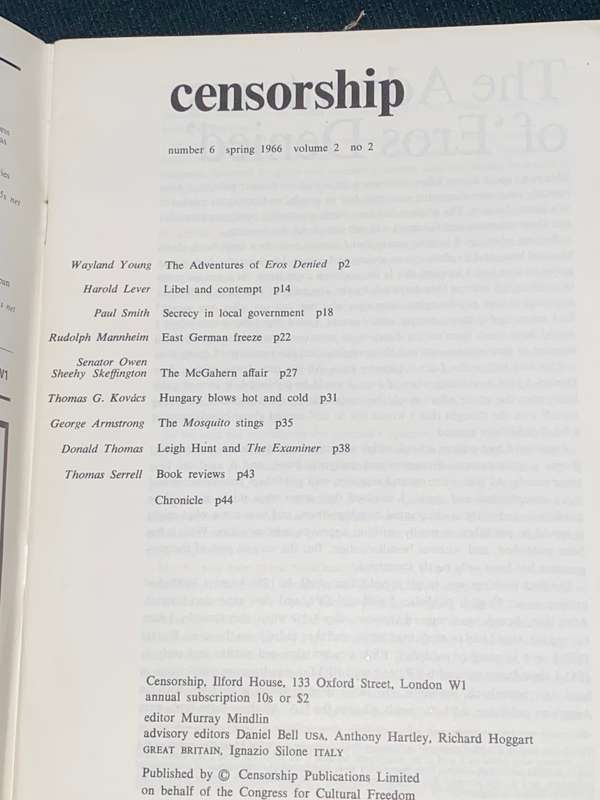 censorship
number 6 spring 1966 volume 2 no 2
Wayland Young The Adventures of Eros Denied p2
Harold Lever Libel and contempt p14
Paul Smith Secrecy in local government p18
Rudolph Mannheim East German freeze p22
Senator Owen
Sheehy Skeffington The McGahern affair p27
Thomas G. Kovács Hungary blows hot and cold p31
George Armstrong The Mosquito stings p35
Donald Thomas Leigh Hunt and The Examiner p38
Thomas Serrell Book reviews p43
Chronicle p44
Censorship, Ilford House, 133 Oxford Street, London W1
annual subscription 10s or $2
editor Murray Mindlin
advisory editors Daniel Bell USA, Anthony Hartley, Richard Hoggart
GREAT BRITAIN, Ignazio Silone ITALY
Published by © Censorship Publications Limited
on behalf of the Congress for Cultural Freedom